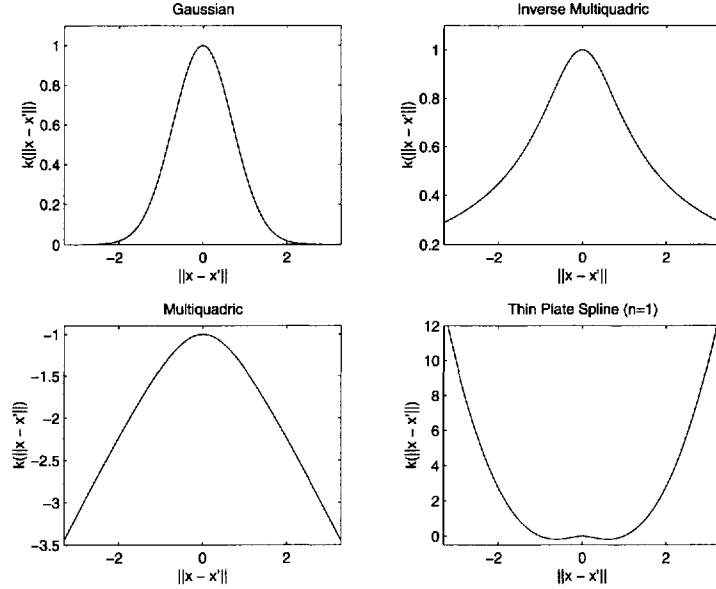 Gaussian
1
0.8
0.6
0.4
0.2
0
k(||x − x'||)
−2 0 2
||x − x'||
Inverse Multiquadric
1
0.8
0.6
0.4
0.2
k(||x − x'||)
−2 0 2
||x − x'||
Multiquadric
−1
−1.5
−2
−2.5
−3
−3.5
k(||x − x'||)
−2 0 2
||x − x'||
Thin Plate Spline (n=1)
12
10
8
6
4
2
0
k(||x − x'||)
−2 0 2
||x − x'||